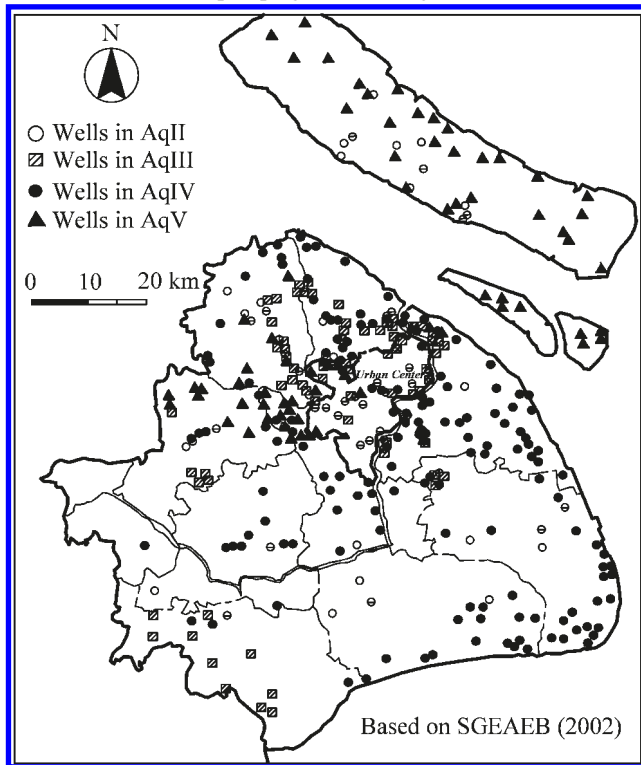 N
Wells in AqII
Wells in AqIII
Wells in AqIV
Wells in AqV
0 10 20 km
Urban Center
Based on SGEAEB (2002)